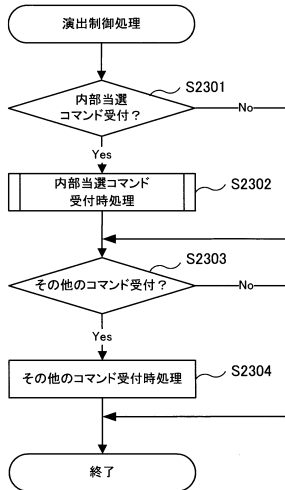 演出制御処理
S2301
内部当選
コマンド受付？
No
Yes
内部当選コマンド
受付時処理
S2302
S2303
その他のコマンド受付？
No
Yes
S2304
その他のコマンド受付時処理
終了